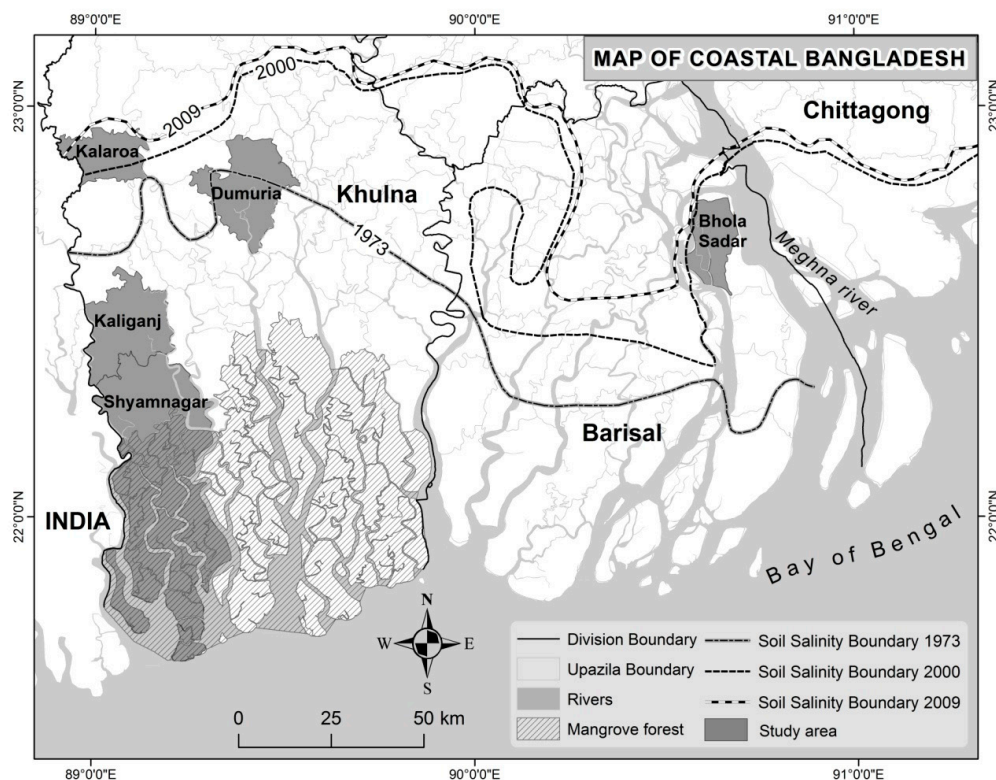 89°0'0"E
90°0'0"E
91°0'0"E
MAP OF COASTAL BANGLADESH
23°0'0"N
23°0'0"N
2000
2009
Chittagong
Kalaroa
Dumuria
Khulna
1973
Bhola
Sadar
Meghna river
Kaliganj
Shyamnagar
Barisal
INDIA
22°0'0"N
22°0'0"N
Bay of Bengal
N
W
E
S
0
25
50 km
Division Boundary
Upazila Boundary
Rivers
Mangrove forest
Soil Salinity Boundary 1973
Soil Salinity Boundary 2000
Soil Salinity Boundary 2009
Study area
89°0'0"E
90°0'0"E
91°0'0"E